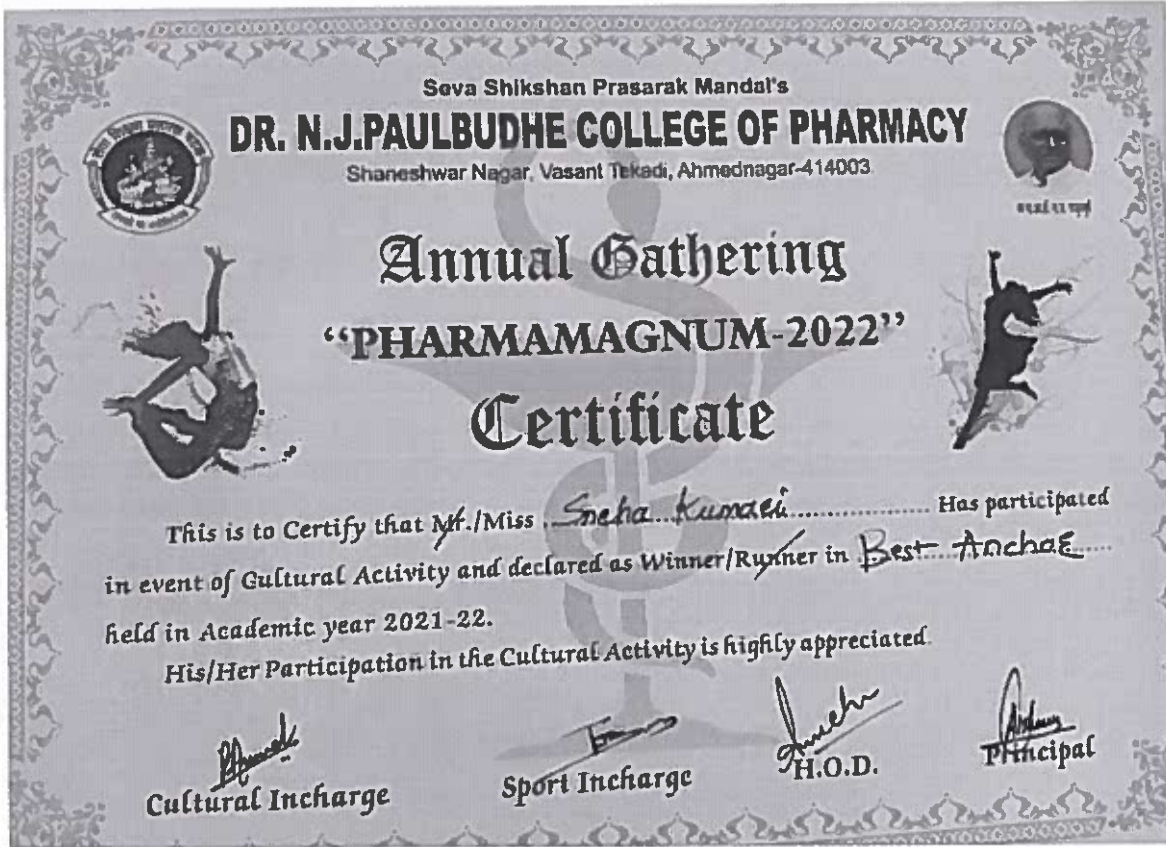 Seva Shikshan Prasarak Mandal's
DR. N.J.PAULBUDHE COLLEGE OF PHARMACY
Shaneshwar Nagar, Vasant Tekadi, Ahmednagar-414003
Annual Gathering
“PHARMAMAGNUM-2022”
Certificate
This is to Certify that Mr./Miss Sneha Kumari Has participated
in event of Cultural Activity and declared as Winner/Runner in Best Anchor
held in Academic year 2021-22.
His/Her Participation in the Cultural Activity is highly appreciated.
Cultural Incharge
Sport Incharge
H.O.D.
Principal